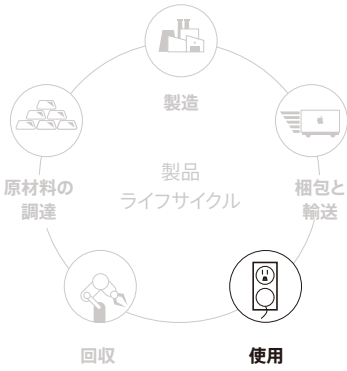 製造
原材料の
調達
製品
ライフサイクル
梱包と
輸送
回収
使用